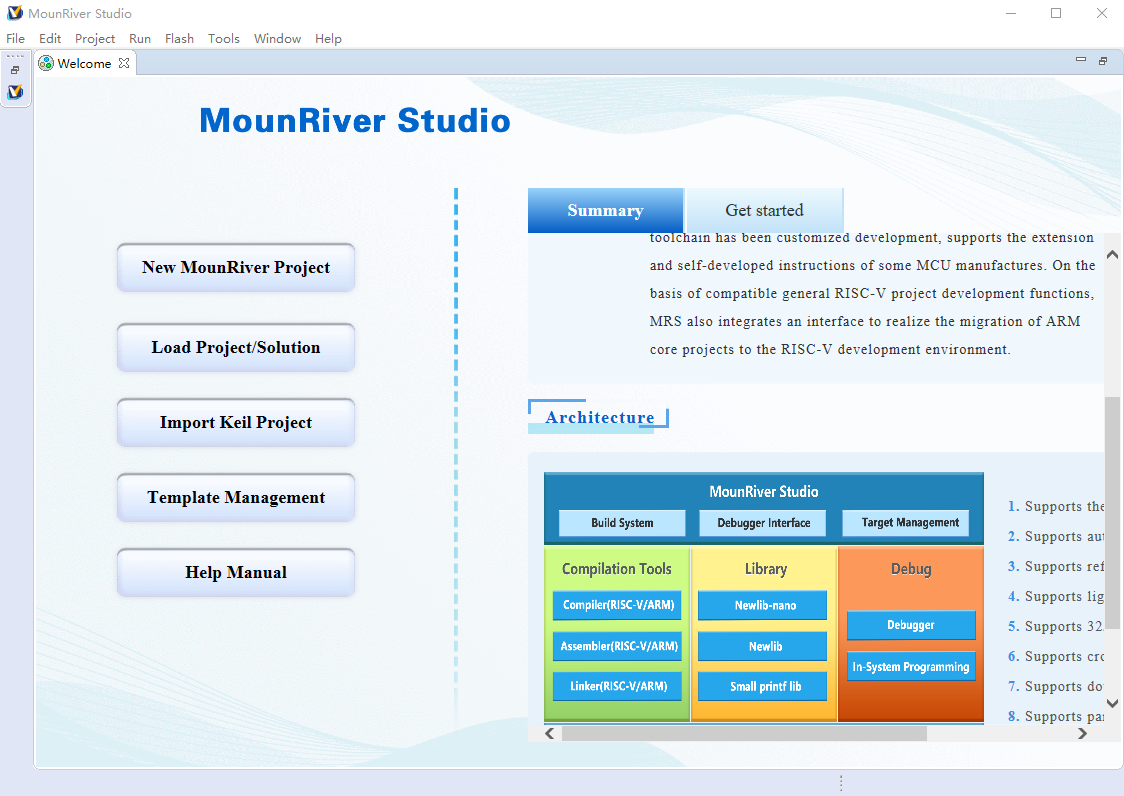 MounRiver Studio
File Edit Project Run Flash Tools Window Help
Welcome
MounRiver Studio
New MounRiver Project
Load Project/Solution
Import Keil Project
Template Management
Help Manual
Summary Get started
toolchain has been customized development, supports the extension
and self-developed instructions of some MCU manufactures. On the
basis of compatible general RISC-V project development functions,
MRS also integrates an interface to realize the migration of ARM
core projects to the RISC-V development environment.
Architecture
MounRiver Studio
Build System Debugger Interface Target Management
Compilation Tools
Compiler(RISC-V/ARM)
Assembler(RISC-V/ARM)
Linker(RISC-V/ARM)
Library
Newlib-nano
Newlib
Small printf lib
Debug
Debugger
In-System Programming
1. Supports the
2. Supports
3. Supports
4. Supports
5. Supports 32
6. Supports
7. Supports
8. Supports